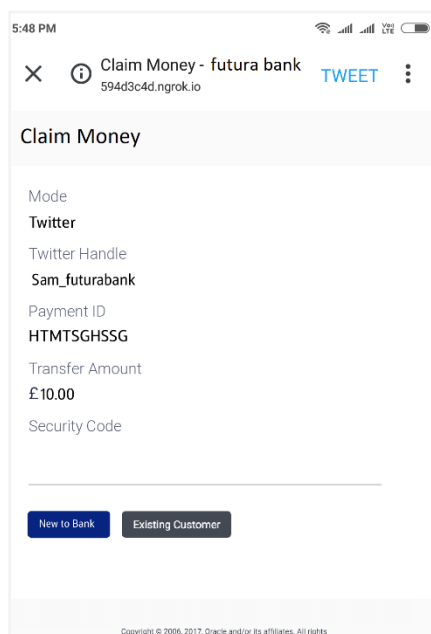 5:48 PM
Vo)) LTE
Claim Money - futura bank
594d3c4d.ngrok.io
TWEET
Claim Money
Mode
Twitter
Twitter Handle
Sam_futurabank
Payment ID
HTMTSGHSSG
Transfer Amount
£10.00
Security Code
New to Bank
Existing Customer
Copyright © 2006, 2017, Oracle and/or its affiliates. All rights